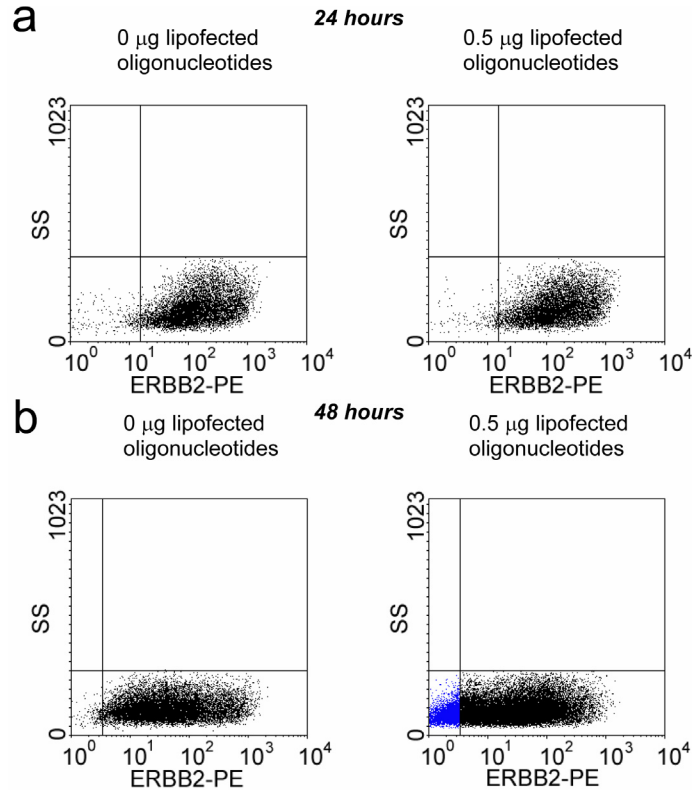 a
24 hours
0 µg lipofected
oligonucleotides
0.5 µg lipofected
oligonucleotides
1023
SS
0
10⁰ 10¹ 10² 10³ 10⁴
ERBB2-PE
1023
SS
0
10⁰ 10¹ 10² 10³ 10⁴
ERBB2-PE
b
48 hours
0 µg lipofected
oligonucleotides
0.5 µg lipofected
oligonucleotides
1023
SS
0
10⁰ 10¹ 10² 10³ 10⁴
ERBB2-PE
1023
SS
0
10⁰ 10¹ 10² 10³ 10⁴
ERBB2-PE